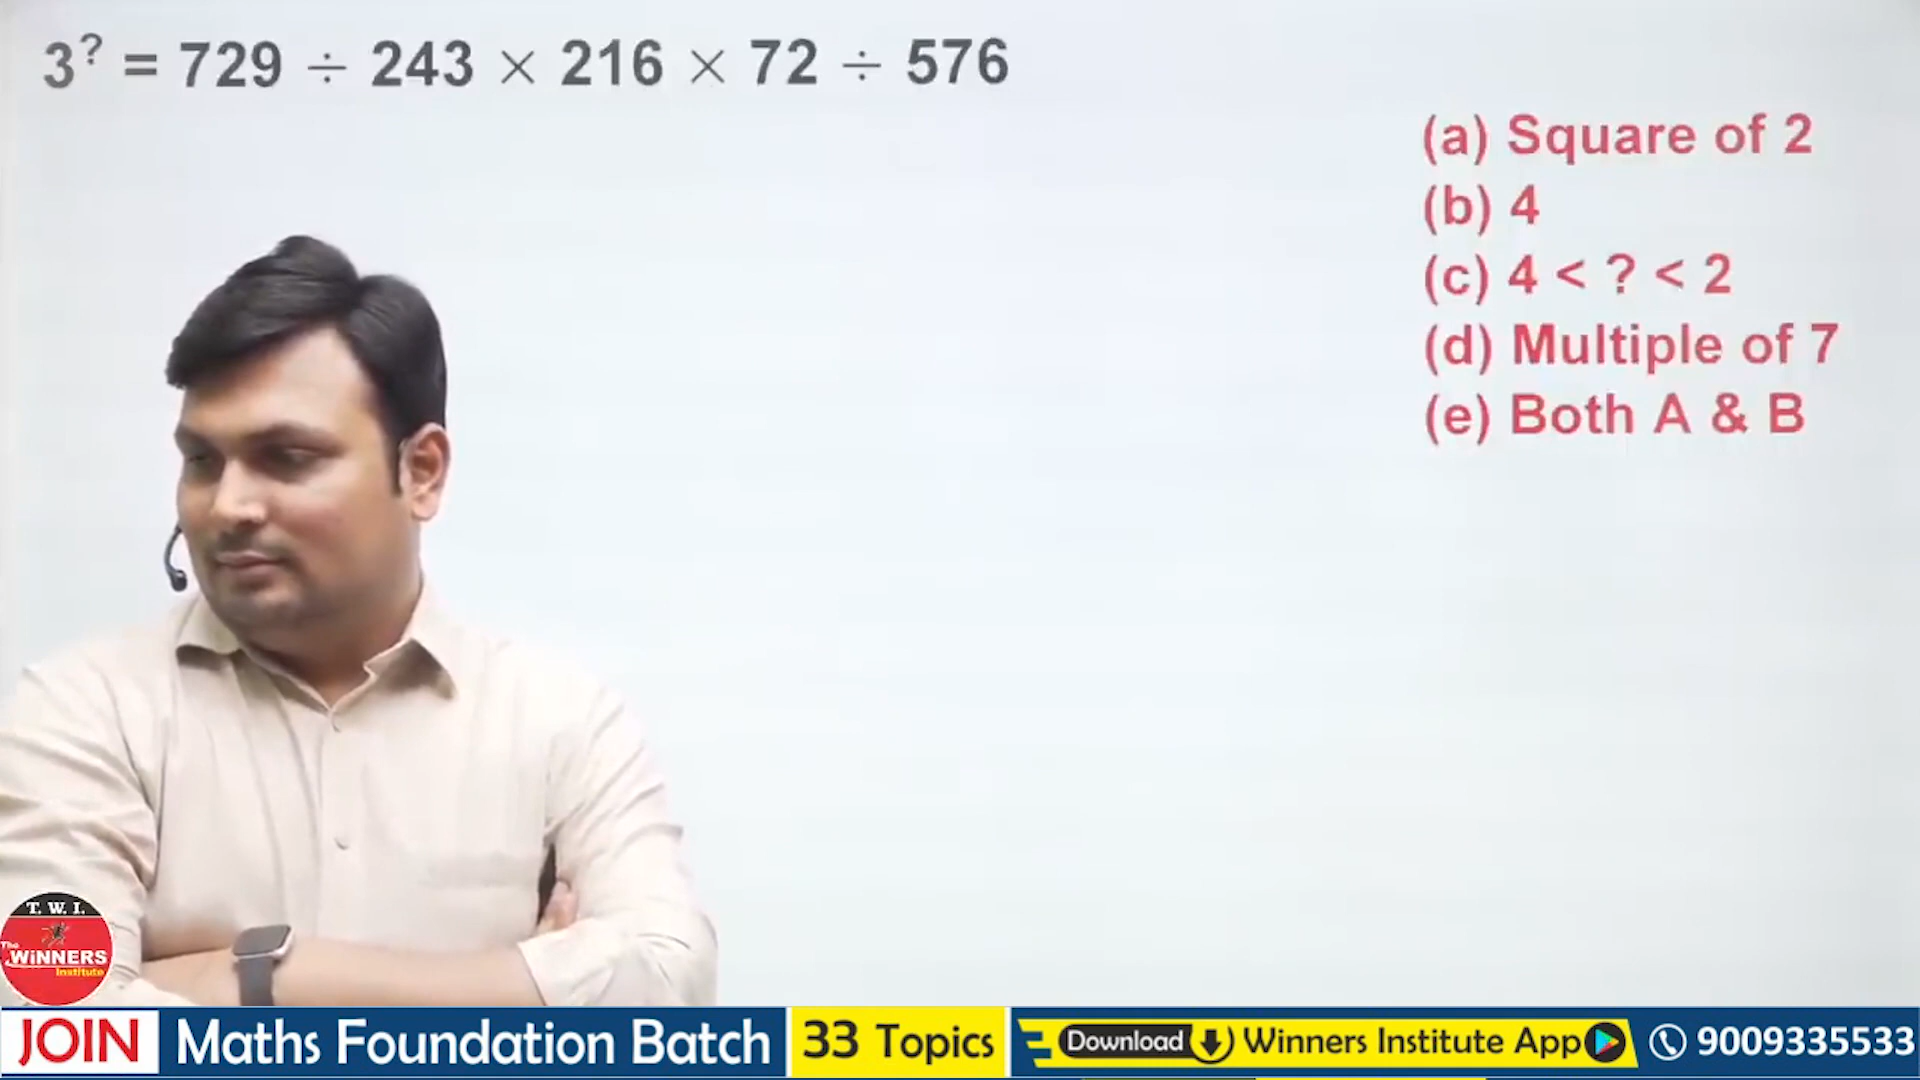 3^? = 729 ÷ 243 × 216 × 72 ÷ 576
(a) Square of 2
(b) 4
(c) 4 < ? < 2
(d) Multiple of 7
(e) Both A & B
T. W. I.
The
WiNNERS
Institute
JOIN Maths Foundation Batch 33 Topics Download Winners Institute App 9009335533